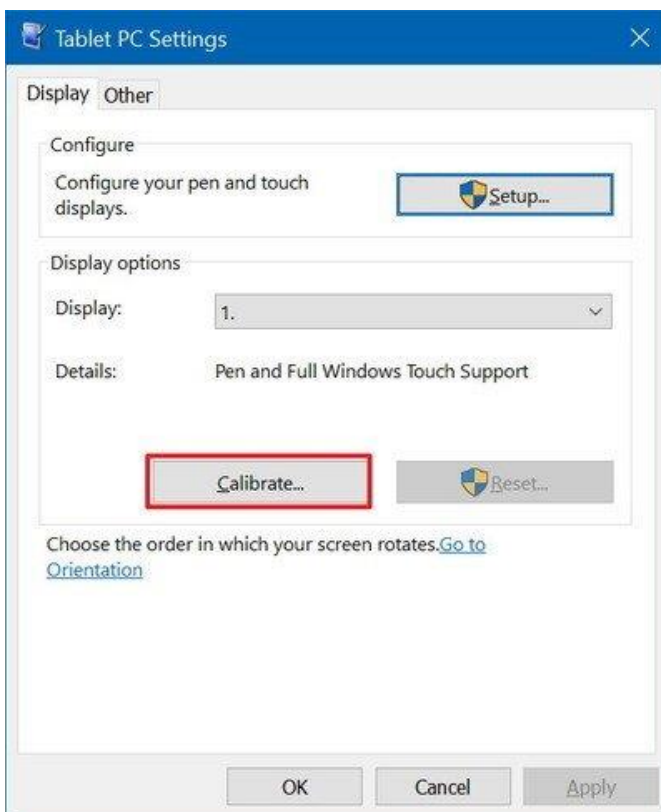 Tablet PC Settings
Display Other
Configure
Configure your pen and touch
displays.
Setup...
Display options
Display: 1.
Details: Pen and Full Windows Touch Support
Calibrate... Reset...
Choose the order in which your screen rotates.Go to
Orientation
OK Cancel Apply